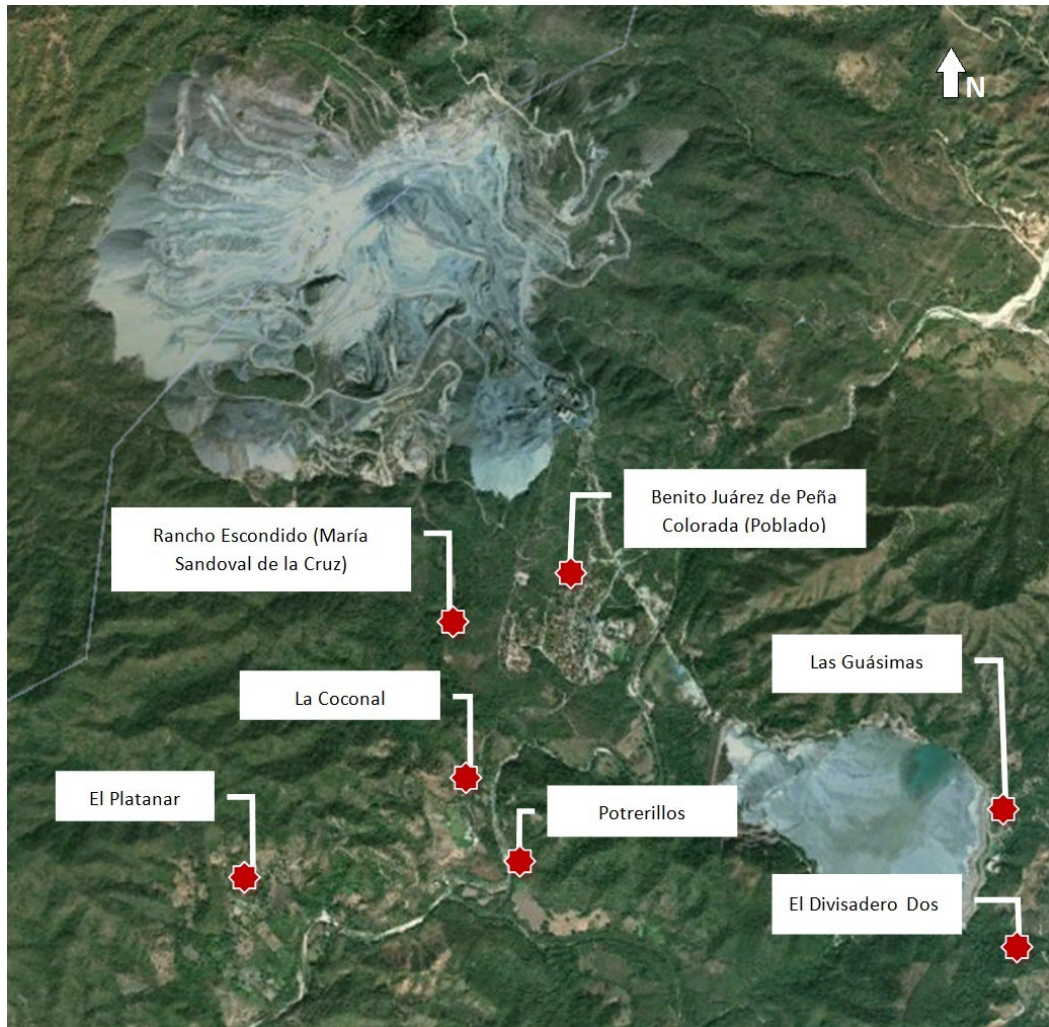 N
Benito Juárez de Peña
Colorada (Poblado)
Rancho Escondido (María
Sandoval de la Cruz)
Las Guásimas
La Coconal
El Platanar
Potrerillos
El Divisadero Dos